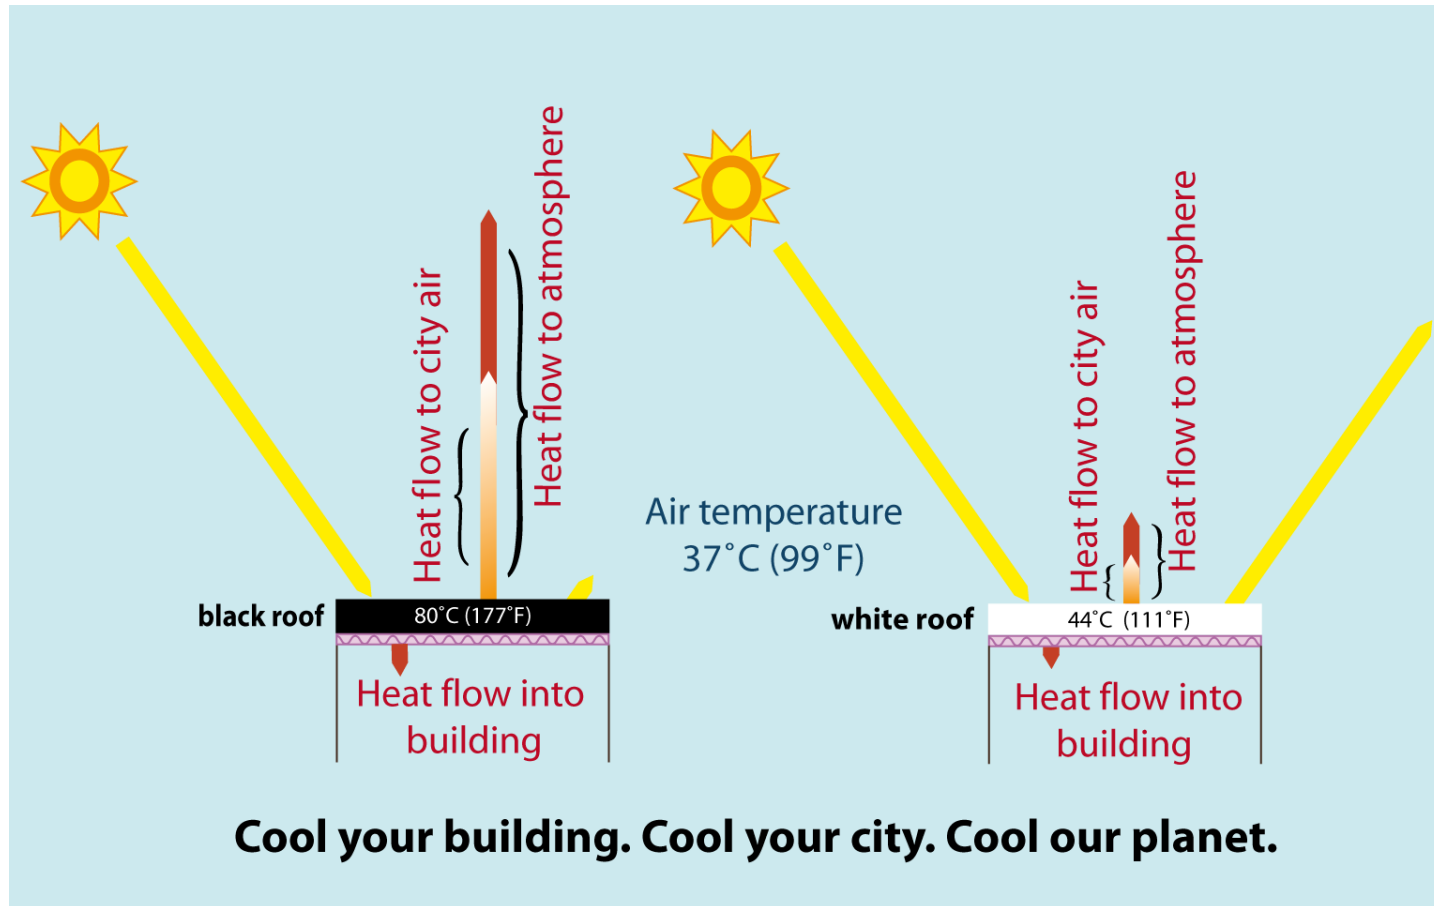 Heat flow to city air
Heat flow to atmosphere
black roof
80˚C (177˚F)
Heat flow into
building
Air temperature
37˚C (99˚F)
Heat flow to city air
Heat flow to atmosphere
white roof
44˚C (111˚F)
Heat flow into
building
Cool your building. Cool your city. Cool our planet.